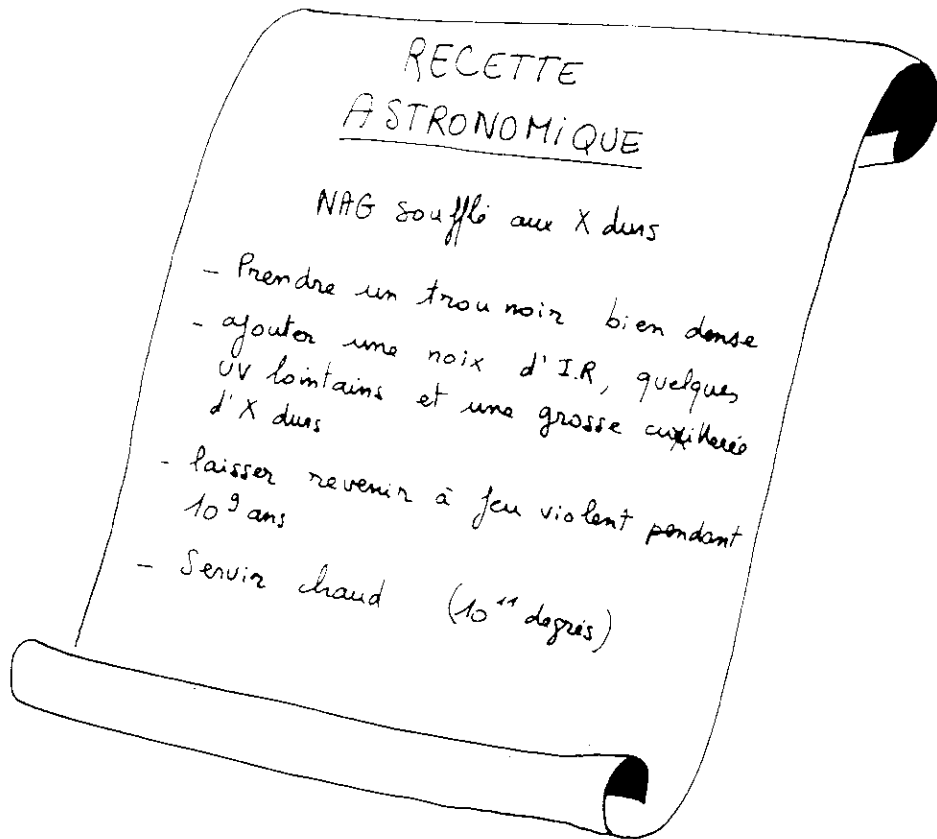 RECETTE
ASTRONOMIQUE
NAG soufflé aux X durs
- Prendre un trou noir bien dense
- ajouter une noix d'I.R, quelques
UV lointains et une grosse cuillerée
d'X durs
- laisser revenir à feu violent pendant
10⁹ ans
- Servir chaud (10¹¹ degrés)